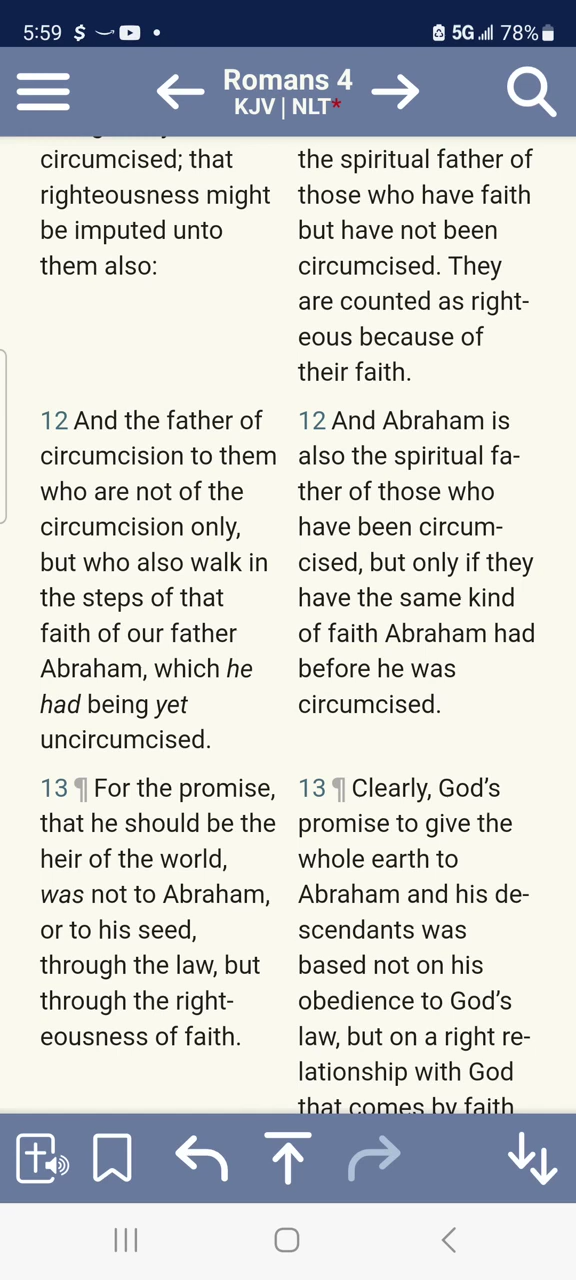 5:59 $
5G 78%
Romans 4
KJV | NLT*
circumcised; that
righteousness might
be imputed unto
them also:
the spiritual father of
those who have faith
but have not been
circumcised. They
are counted as right-
eous because of
their faith.
12 And the father of
circumcision to them
who are not of the
circumcision only,
but who also walk in
the steps of that
faith of our father
Abraham, which he
had being yet
uncircumcised.
12 And Abraham is
also the spiritual fa-
ther of those who
have been circum-
cised, but only if they
have the same kind
of faith Abraham had
before he was
circumcised.
13 ¶ For the promise,
that he should be the
heir of the world,
was not to Abraham,
or to his seed,
through the law, but
through the right-
eousness of faith.
13 ¶ Clearly, God’s
promise to give the
whole earth to
Abraham and his de-
scendants was
based not on his
obedience to God’s
law, but on a right re-
lationship with God
that comes by faith